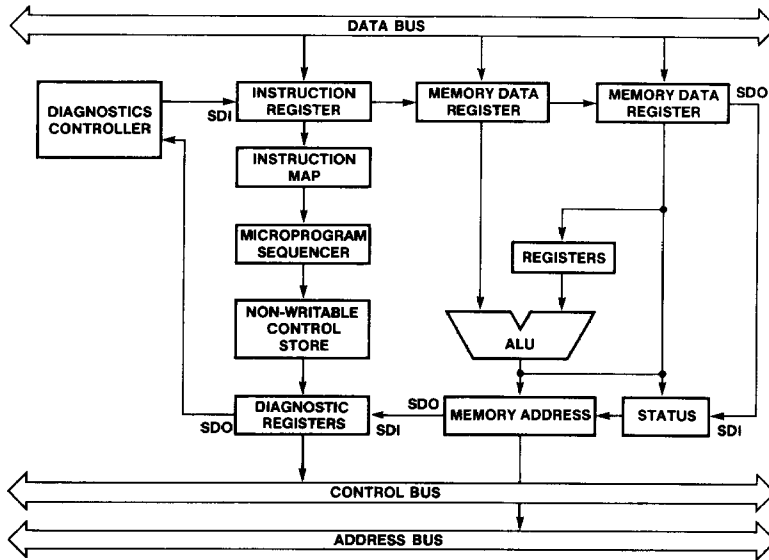 DATA BUS
DIAGNOSTICS
CONTROLLER
SDI
INSTRUCTION
REGISTER
MEMORY DATA
REGISTER
MEMORY DATA
REGISTER
SDO
INSTRUCTION
MAP
MICROPROGRAM
SEQUENCER
REGISTERS
NON-WRITABLE
CONTROL
STORE
ALU
SDO
DIAGNOSTIC
REGISTERS
SDI
SDO
MEMORY ADDRESS
STATUS
SDI
CONTROL BUS
ADDRESS BUS